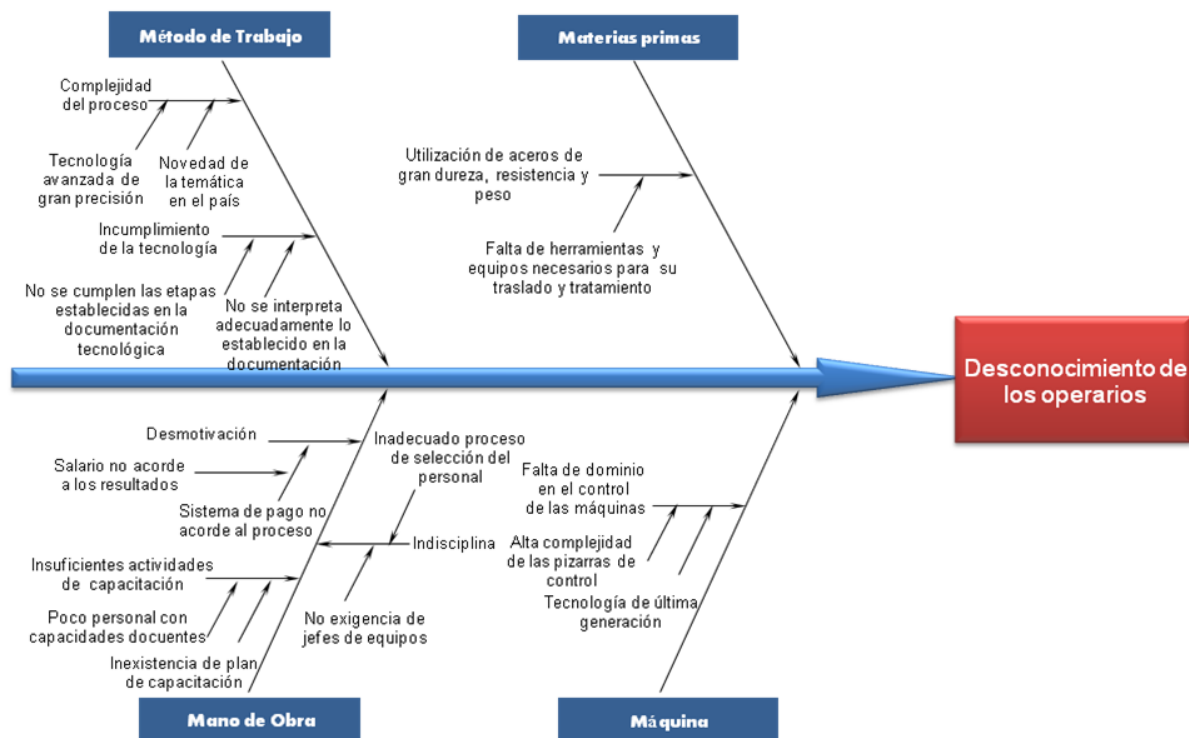 Método de Trabajo
Materias primas
Complejidad
del proceso
Tecnología
avanzada de
gran precisión
Novedad de
la temática
en el país
Incumplimiento
de la tecnología
No se cumplen las etapas
establecidas en la
documentación
tecnológica
No se interpreta
adecuadamente lo
establecido en la
documentación
Utilización de aceros de
gran dureza, resistencia y
peso
Falta de herramientas y
equipos necesarios para su
traslado y tratamiento
Desconocimiento de
los operarios
Desmotivación
Salario no acorde
a los resultados
Sistema de pago no
acorde al proceso
Inadecuado proceso
de selección del
personal
Indisciplina
No exigencia de
jefes de equipos
Insuficientes actividades
de capacitación
Poco personal con
capacidades docuentes
Inexistencia de plan
de capacitación
Falta de dominio
en el control
de las máquinas
Alta complejidad
de las pizarras de
control
Tecnología de última
generación
Mano de Obra
Máquina